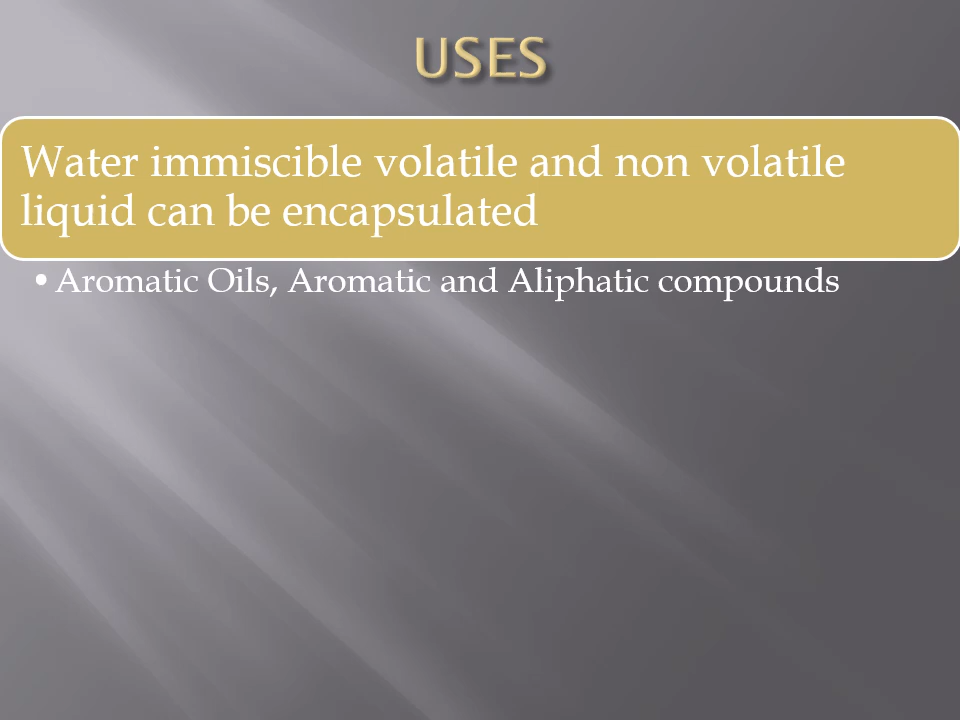 USES
Water immiscible volatile and non volatile
liquid can be encapsulated
•Aromatic Oils, Aromatic and Aliphatic compounds